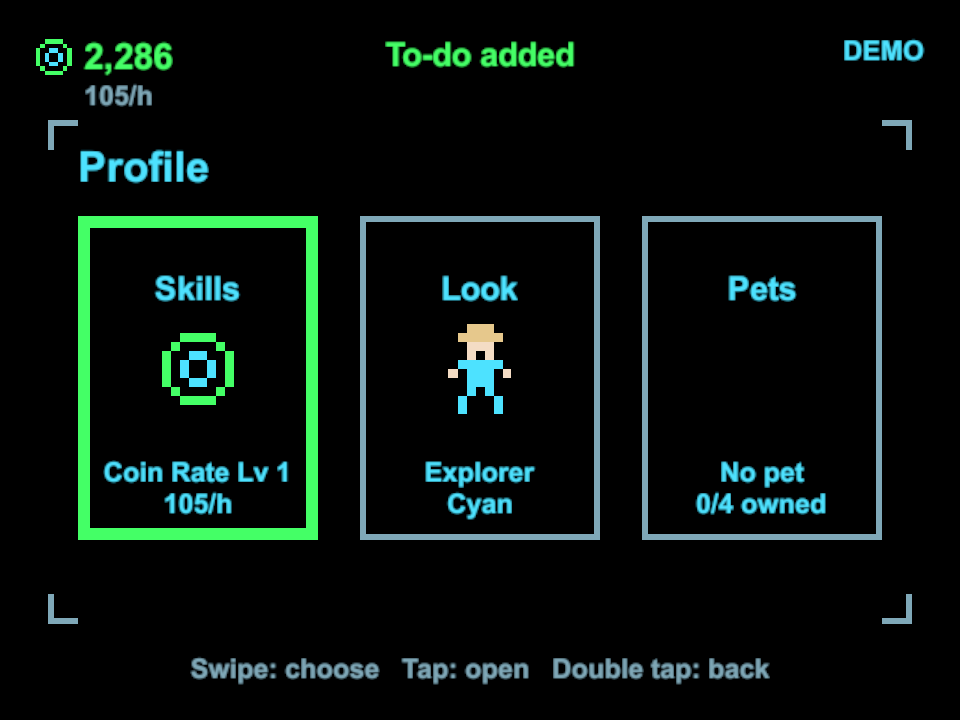 2,286
To-do added
DEMO
105/h
Profile
Skills
Look
Pets
Coin Rate Lv 1
105/h
Explorer
Cyan
No pet
0/4 owned
Swipe: choose Tap: open Double tap: back